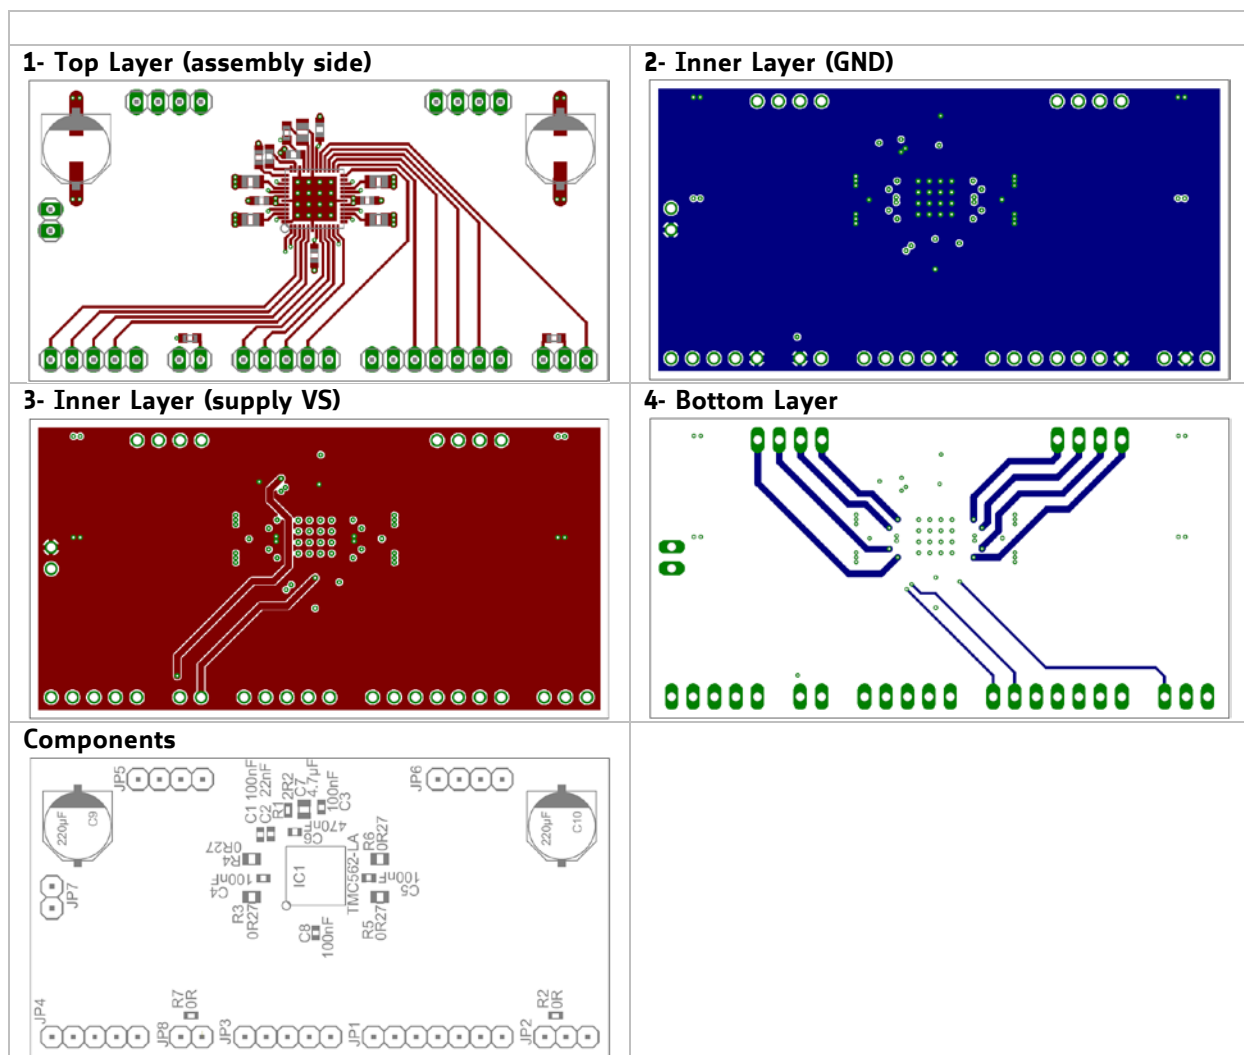 1- Top Layer (assembly side)
2- Inner Layer (GND)
3- Inner Layer (supply VS)
4- Bottom Layer
Components
JP5
JP6
C1 100nF
C2 22nF
R1 2R2
C7 4.7µF
100nF C3
220µF C9
220µF C10
470nF
C6
R6 0R27
R4 0R27
IC1
TMC562-LA
100nF C4
100nF C5
JP7
R3 0R27
R5 0R27
C8 100nF
JP4
R7 0R
JP8
JP3
JP1
R2 0R
JP2